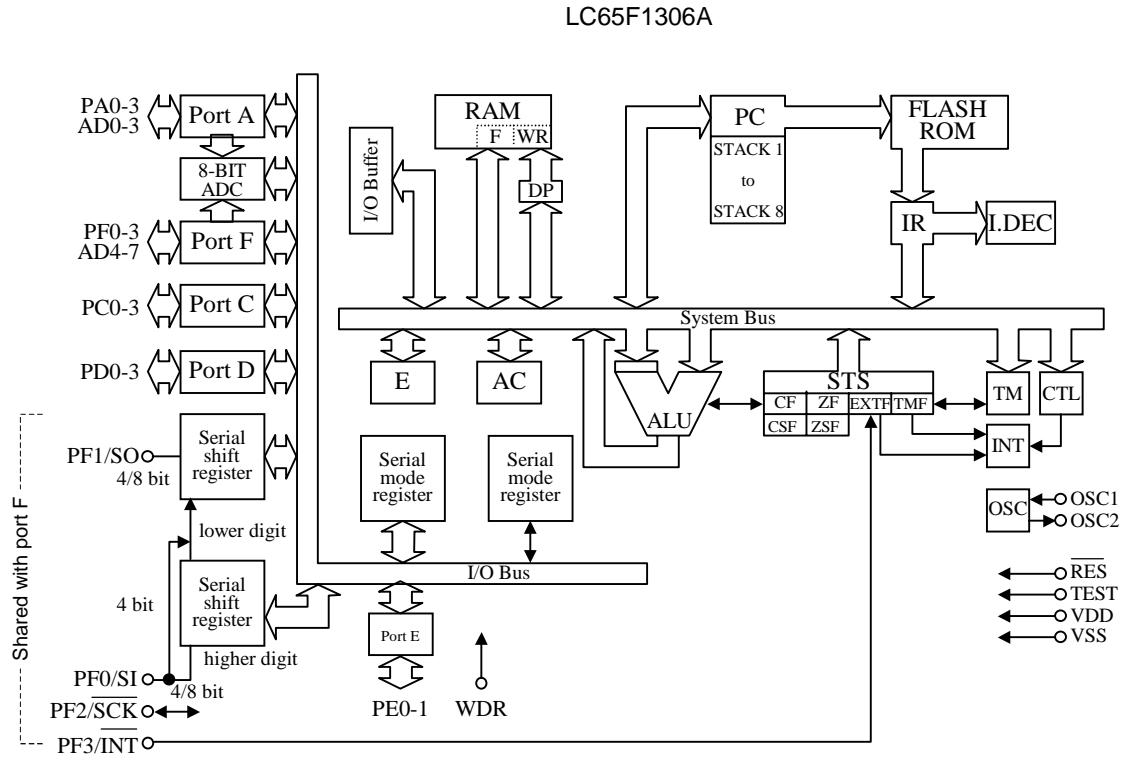 LC65F1306A
PA0-3
AD0-3
Port A
8-BIT
ADC
PF0-3
AD4-7
Port F
PC0-3
Port C
PD0-3
Port D
I/O Buffer
RAM
F
WR
DP
PC
STACK 1
to
STACK 8
FLASH
ROM
IR
I.DEC
System Bus
E
AC
ALU
STS
CF
ZF
EXTF
TMF
CSF
ZSF
TM
CTL
INT
OSC
OSC1
OSC2
RES
TEST
VDD
VSS
Shared with port F
PF1/SO
4/8 bit
Serial
shift
register
lower digit
4 bit
Serial
shift
register
higher digit
PF0/SI
4/8 bit
PF2/SCK
PF3/INT
Serial
mode
register
Serial
mode
register
I/O Bus
Port E
PE0-1
WDR